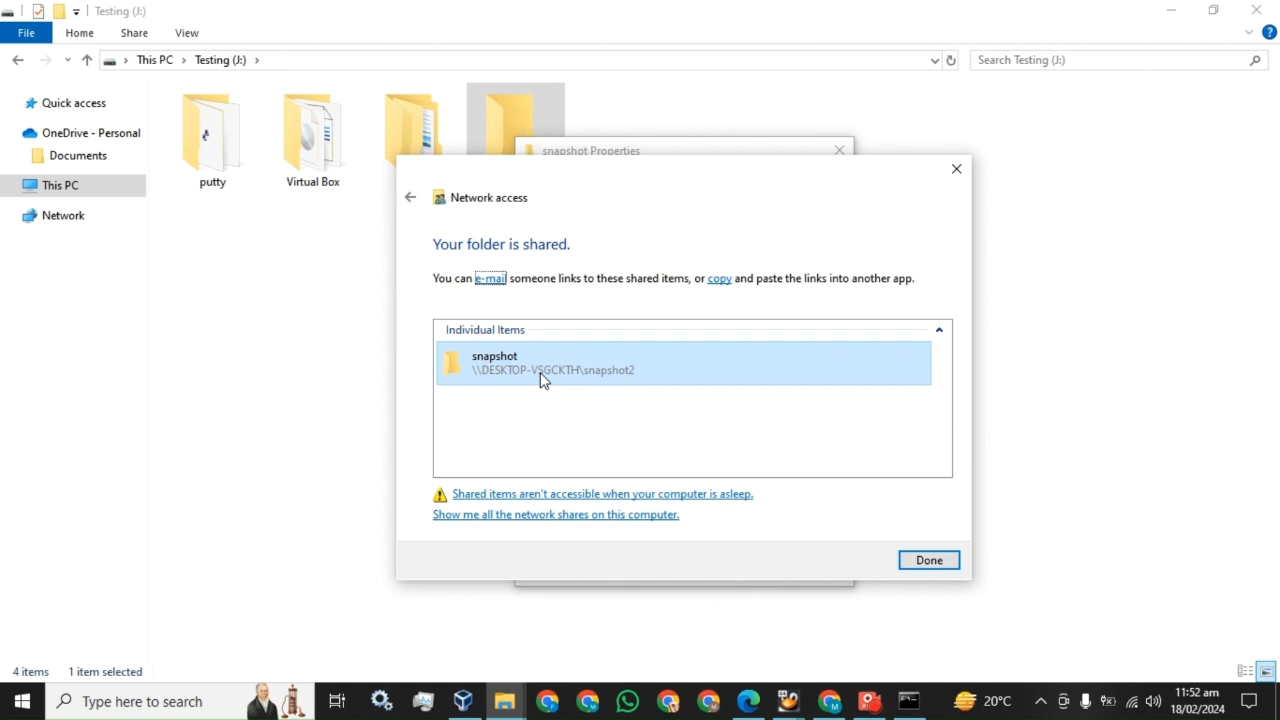 Testing (J:)
File Home Share View
This PC Testing (J:)
Search Testing (J:)
Quick access
OneDrive - Personal
Documents
This PC
Network
putty
Virtual Box
snapshot Properties
Network access
Your folder is shared.
You can e-mail someone links to these shared items, or copy and paste the links into another app.
Individual Items
snapshot
\\DESKTOP-VSGCKTH\snapshot2
Shared items aren't accessible when your computer is asleep.
Show me all the network shares on this computer.
Done
4 items 1 item selected
Type here to search
20°C
11:52 am
18/02/2024